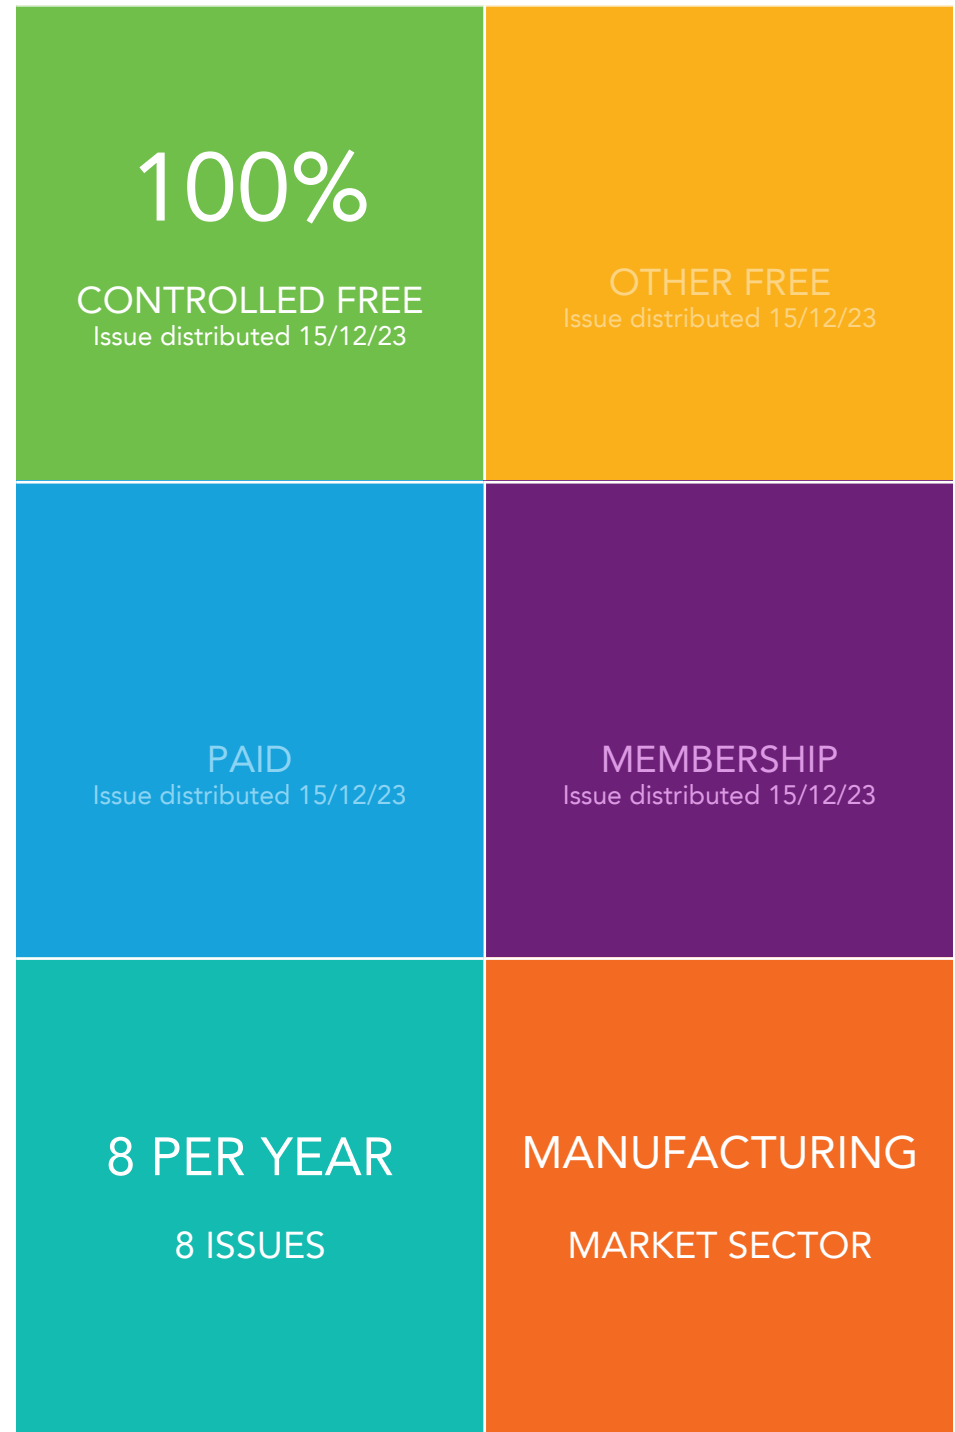 100%
CONTROLLED FREE
Issue distributed 15/12/23
OTHER FREE
Issue distributed 15/12/23
PAID
Issue distributed 15/12/23
MEMBERSHIP
Issue distributed 15/12/23
8 PER YEAR
8 ISSUES
MANUFACTURING
MARKET SECTOR